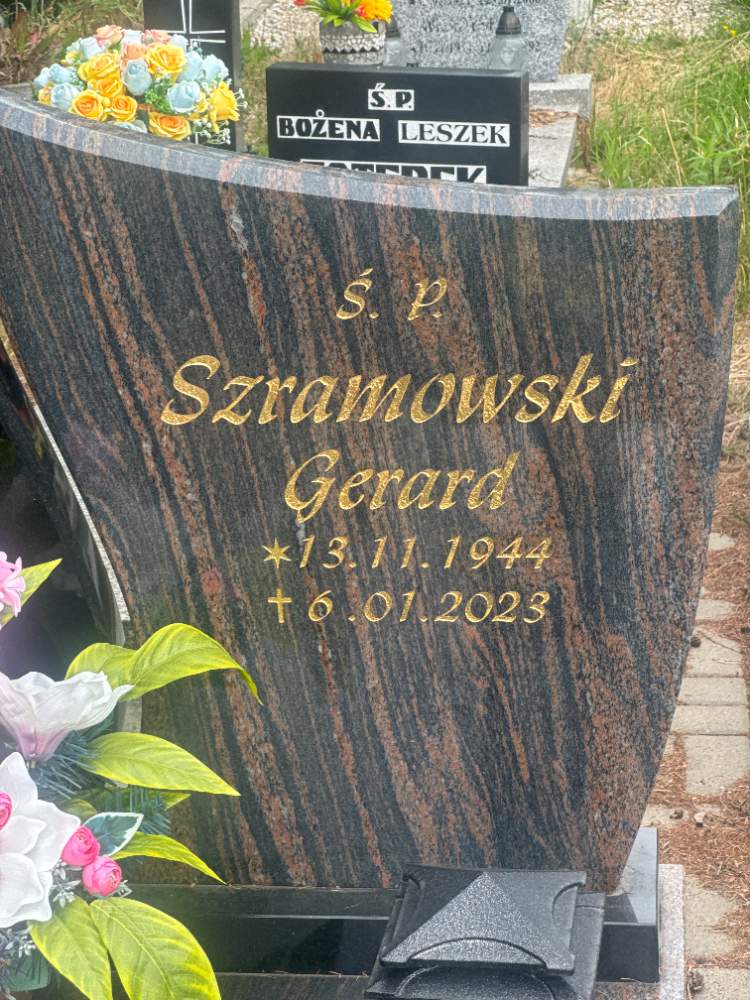 Ś.P.
BOŻENA LESZEK
Ś. P.
Szramowski
Gerard
*13.11.1944
†6.01.2023